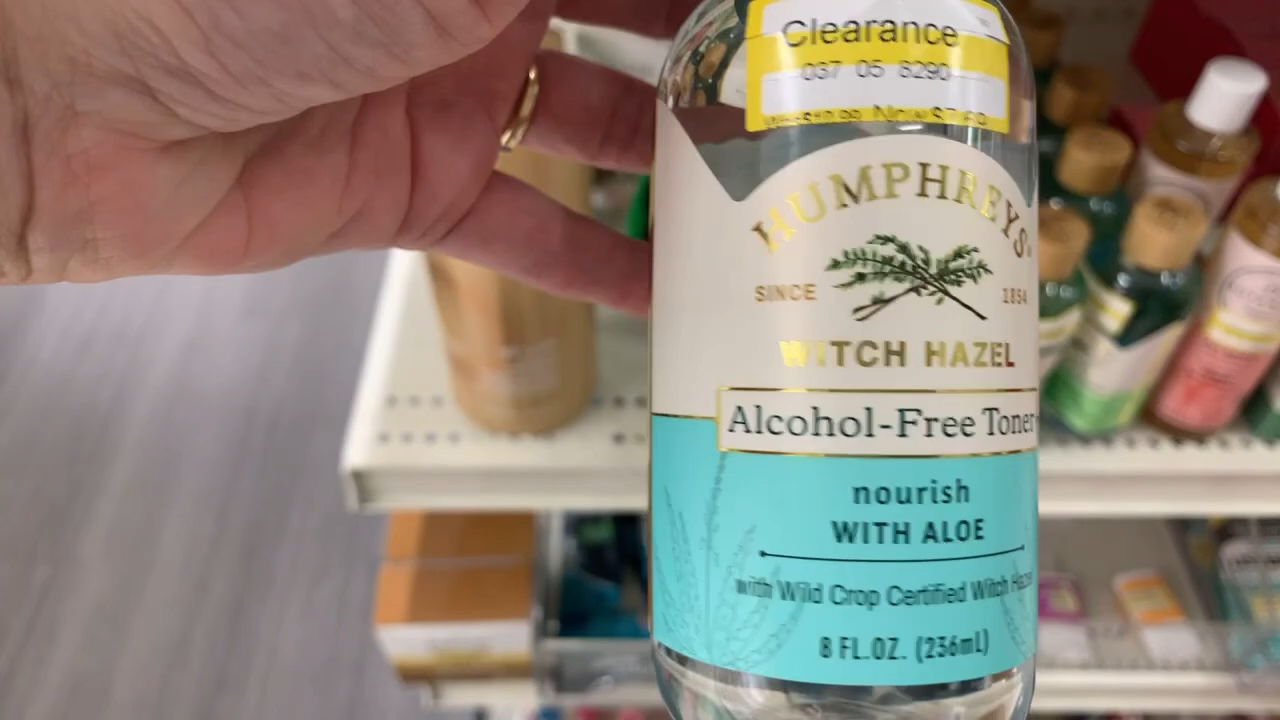 Clearance
037 05 8290
HUMPHREYS®
SINCE 1854
WITCH HAZEL
Alcohol-Free Toner
nourish
WITH ALOE
with Wild Crop Certified Witch Hazel
8 FL.OZ. (236mL)